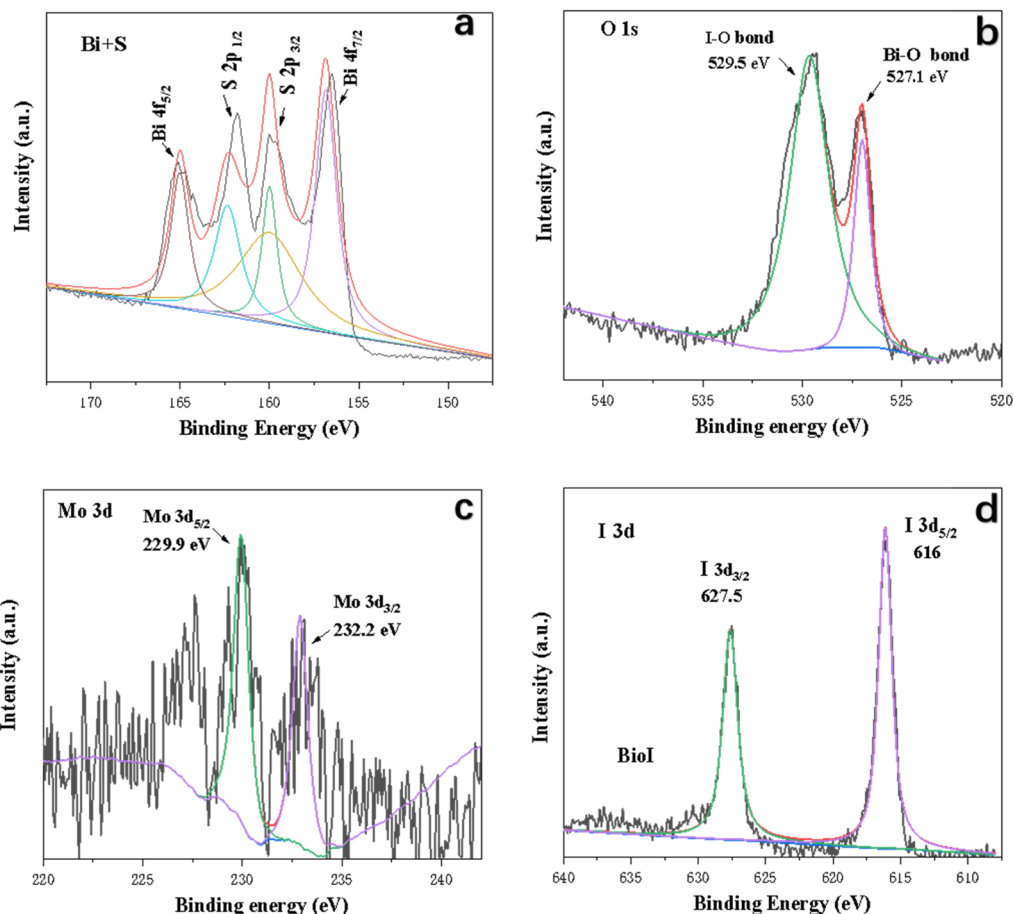 a
Bi+S
Bi 4f5/2
S 2p 1/2
S 2p 3/2
Bi 4f7/2
Intensity (a.u.)
170 165 160 155 150
Binding Energy (eV)
b
O 1s
I-O bond
529.5 eV
Bi-O bond
527.1 eV
Intensity (a.u.)
540 535 530 525 520
Binding energy (eV)
c
Mo 3d
Mo 3d5/2
229.9 eV
Mo 3d3/2
232.2 eV
Intensity (a.u.)
220 225 230 235 240
Binding energy (eV)
d
I 3d
I 3d5/2
616
I 3d3/2
627.5
BioI
Intensity (a.u.)
640 635 630 625 620 615 610
Binding Energy (eV)